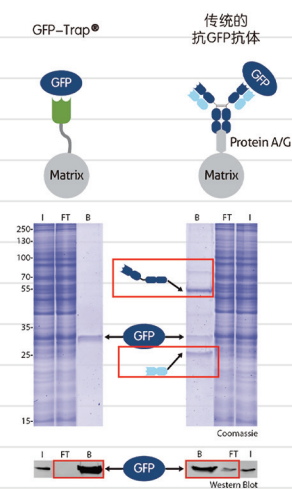 GFP-Trap®
传统的
抗GFP抗体
GFP
GFP
Protein A/G
Matrix
Matrix
I FT B
B FT I
250-
130-
100-
70-
55-
35-
25-
15-
GFP
Coomassie
I FT B
B FT I
GFP
Western Blot